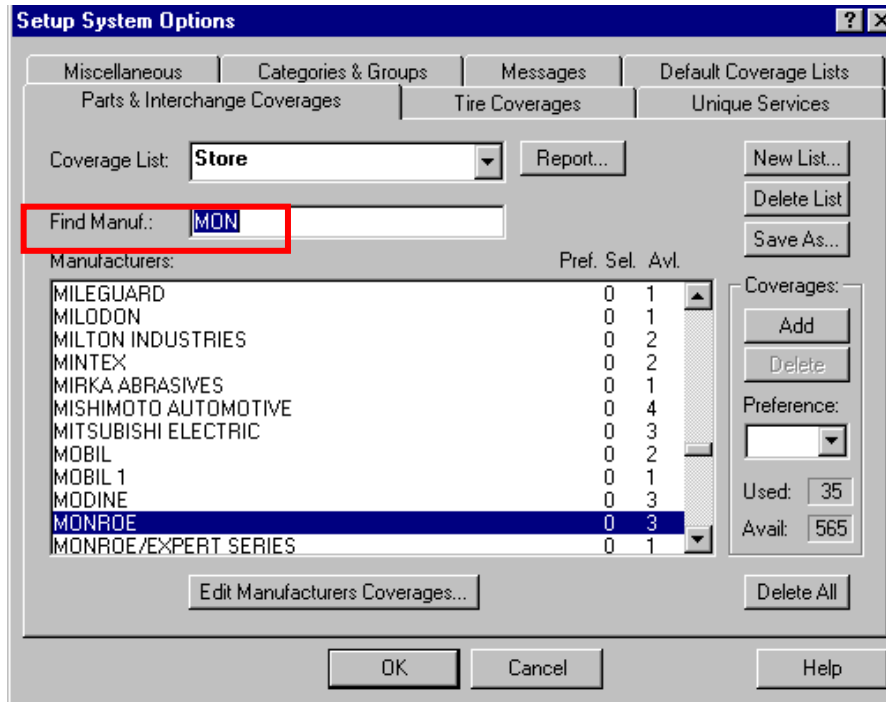 Setup System Options
Miscellaneous Categories & Groups Messages Default Coverage Lists
Parts & Interchange Coverages Tire Coverages Unique Services
Coverage List: Store Report... New List...
Delete List
Find Manuf.: MON
Save As...
Manufacturers: Pref. Sel. Avl.
Coverages:
MILEGUARD 0 1
MILODON 0 1
Add
MILTON INDUSTRIES 0 2
MINTEX 0 2
Delete
MIRKA ABRASIVES 0 1
MISHIMOTO AUTOMOTIVE 0 4
Preference:
MITSUBISHI ELECTRIC 0 3
MOBIL 0 2
MOBIL 1 0 1
MODINE 0 3
Used: 35
MONROE 0 3
Avail: 565
MONROE/EXPERT SERIES 0 1
Edit Manufacturers Coverages... Delete All
OK Cancel Help